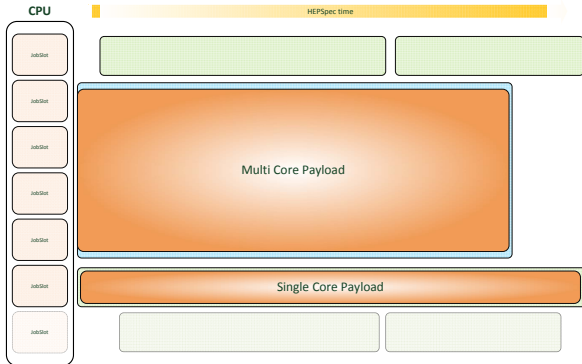 CPU
HEPSpec time
JobSlot
JobSlot
JobSlot
Multi Core Payload
JobSlot
JobSlot
JobSlot
Single Core Payload
JobSlot